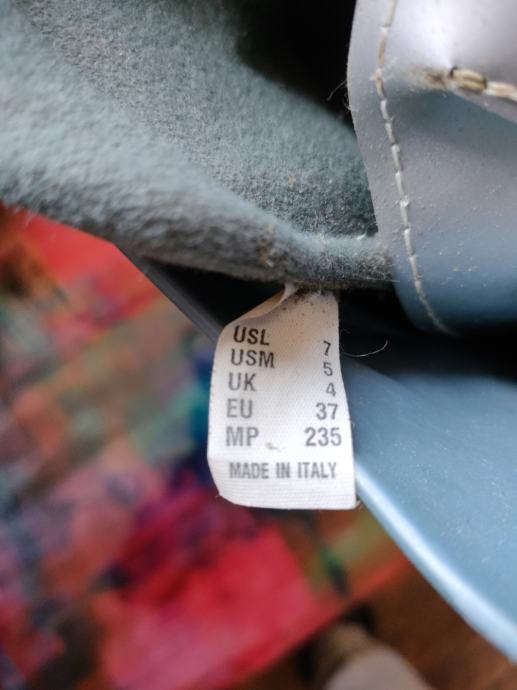 USL 7
USM 5
UK 4
EU 37
MP 235
MADE IN ITALY